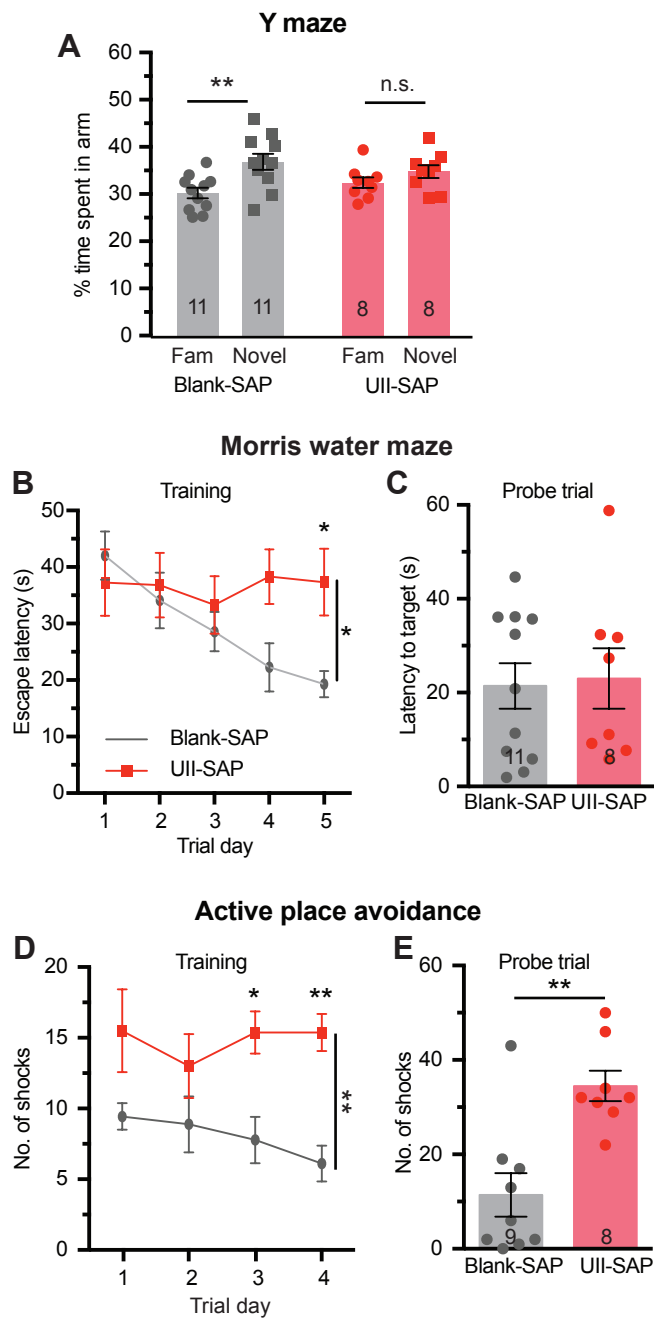 Y maze
A
% time spent in arm
60
50
40
30
20
10
0
**
n.s.
11
11
8
8
Fam Novel Fam Novel
Blank-SAP UII-SAP
Morris water maze
B
Training
Escape latency (s)
50
40
30
20
10
0
*
*
Blank-SAP
UII-SAP
1 2 3 4 5
Trial day
C
Probe trial
Latency to target (s)
60
40
20
0
11
8
Blank-SAP UII-SAP
Active place avoidance
D
Training
No. of shocks
20
15
10
5
0
* **
**
1 2 3 4
Trial day
E
Probe trial
No. of shocks
60
40
20
0
**
9
8
Blank-SAP UII-SAP